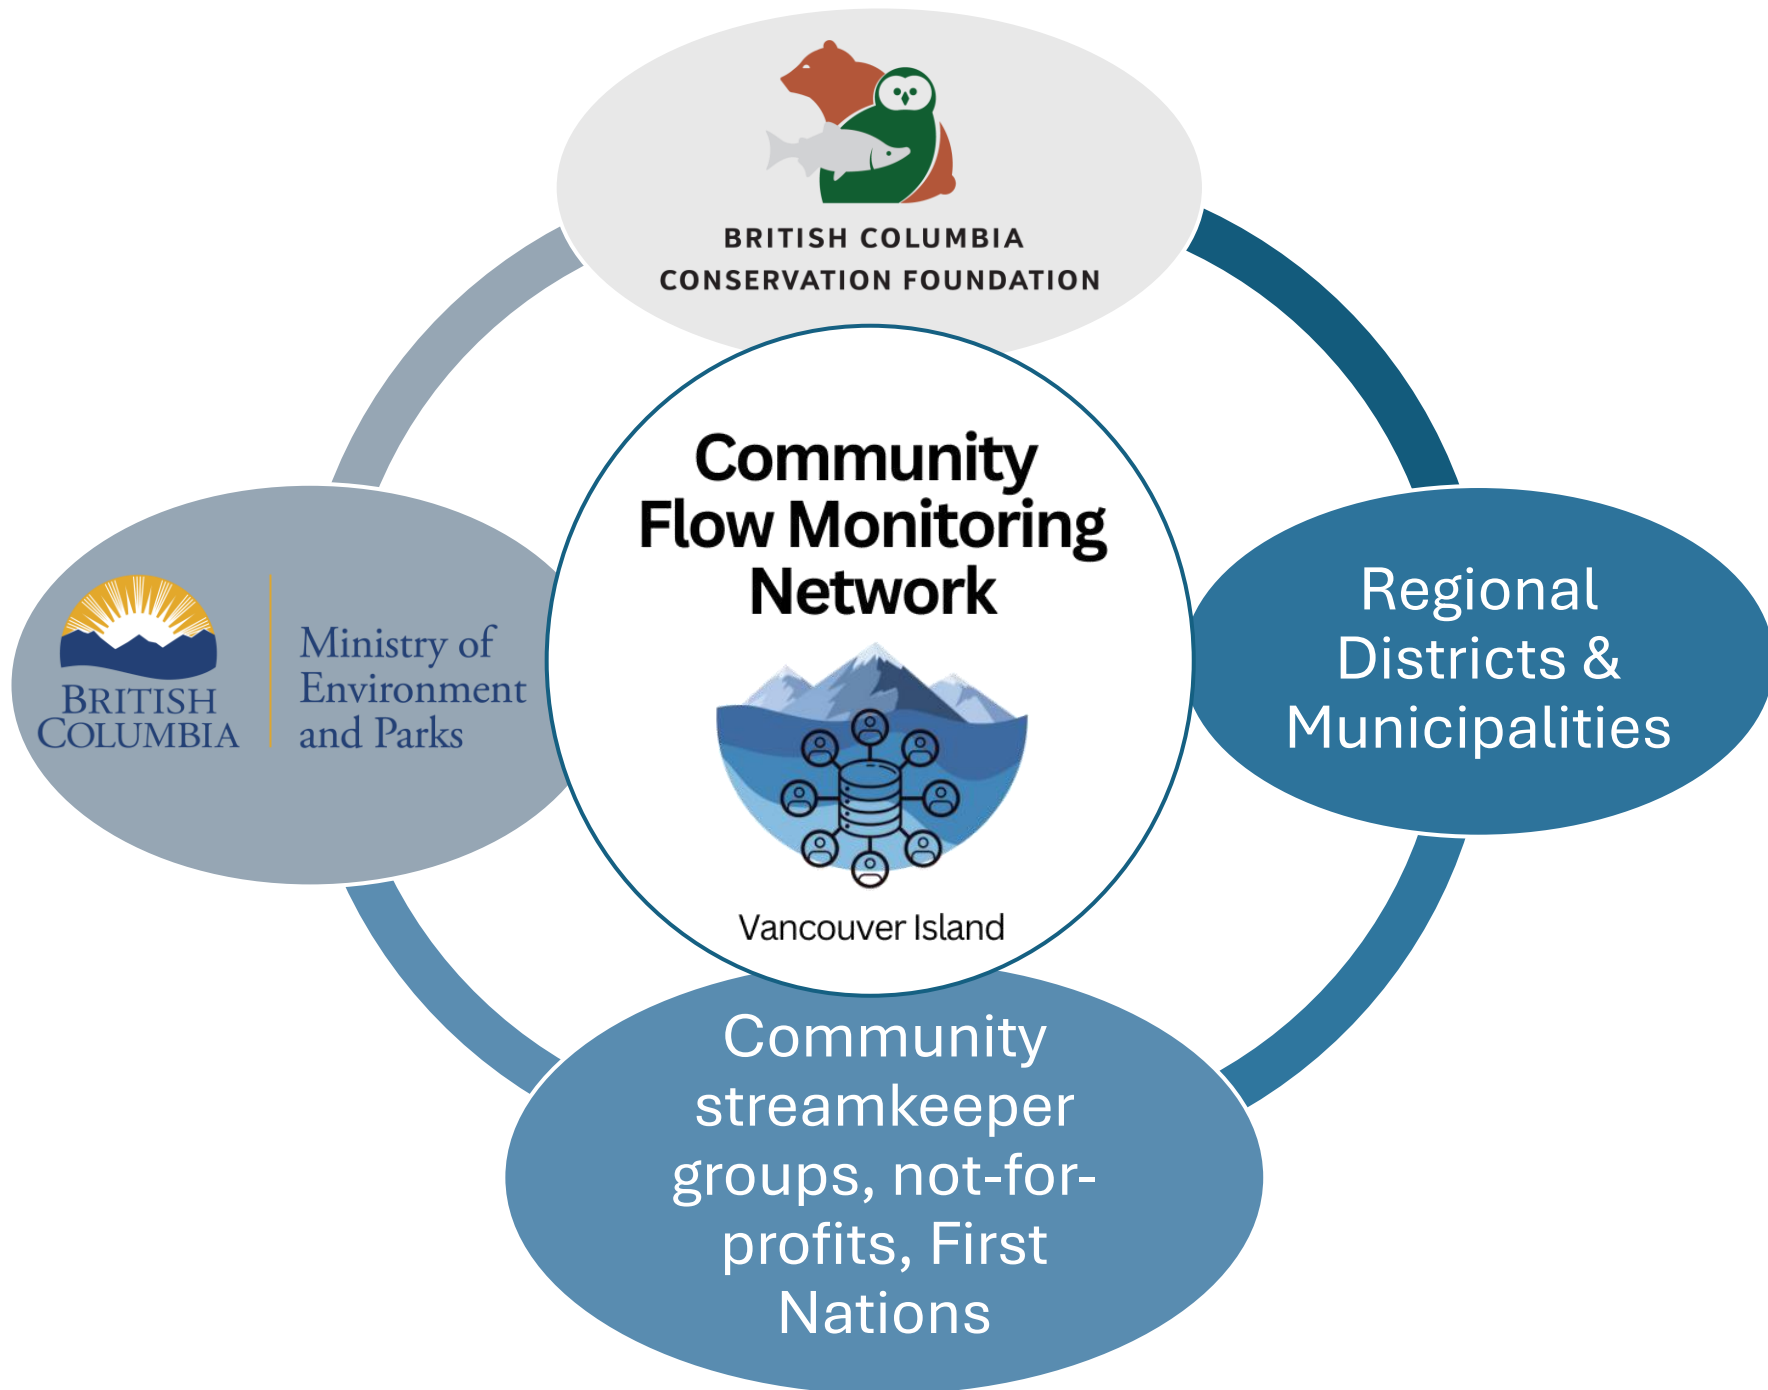 BRITISH COLUMBIA
CONSERVATION FOUNDATION
Community
Flow Monitoring
Network
Vancouver Island
BRITISH
COLUMBIA
Ministry of
Environment
and Parks
Regional
Districts &
Municipalities
Community
streamkeeper
groups, not-for-
profits, First
Nations